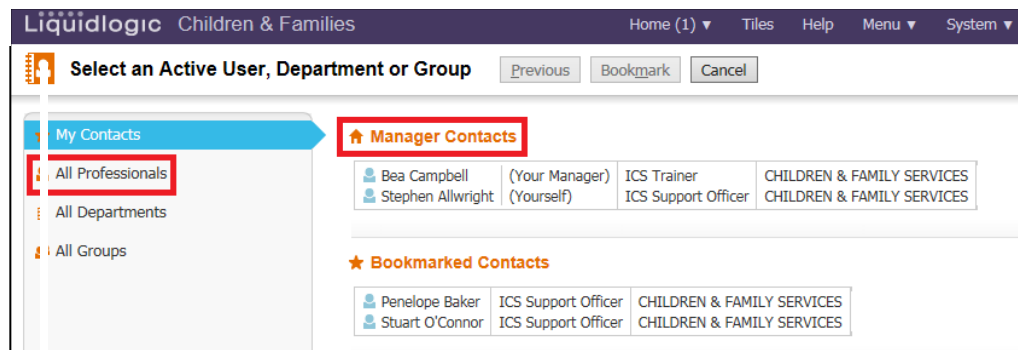 Liquidlogic Children & Families Home (1) ▼ Tiles Help Menu ▼ System ▼
Select an Active User, Department or Group Previous Bookmark Cancel
My Contacts
All Professionals
All Departments
All Groups
Manager Contacts
Bea Campbell (Your Manager) ICS Trainer CHILDREN & FAMILY SERVICES
Stephen Allwright (Yourself) ICS Support Officer CHILDREN & FAMILY SERVICES
Bookmarked Contacts
Penelope Baker ICS Support Officer CHILDREN & FAMILY SERVICES
Stuart O'Connor ICS Support Officer CHILDREN & FAMILY SERVICES